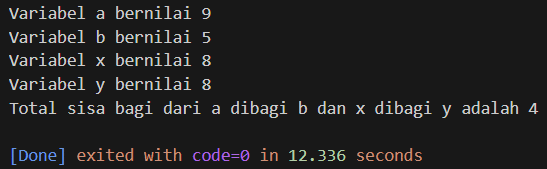 Variabel a bernilai 9
Variabel b bernilai 5
Variabel x bernilai 8
Variabel y bernilai 8
Total sisa bagi dari a dibagi b dan x dibagi y adalah 4
[Done] exited with code=0 in 12.336 seconds